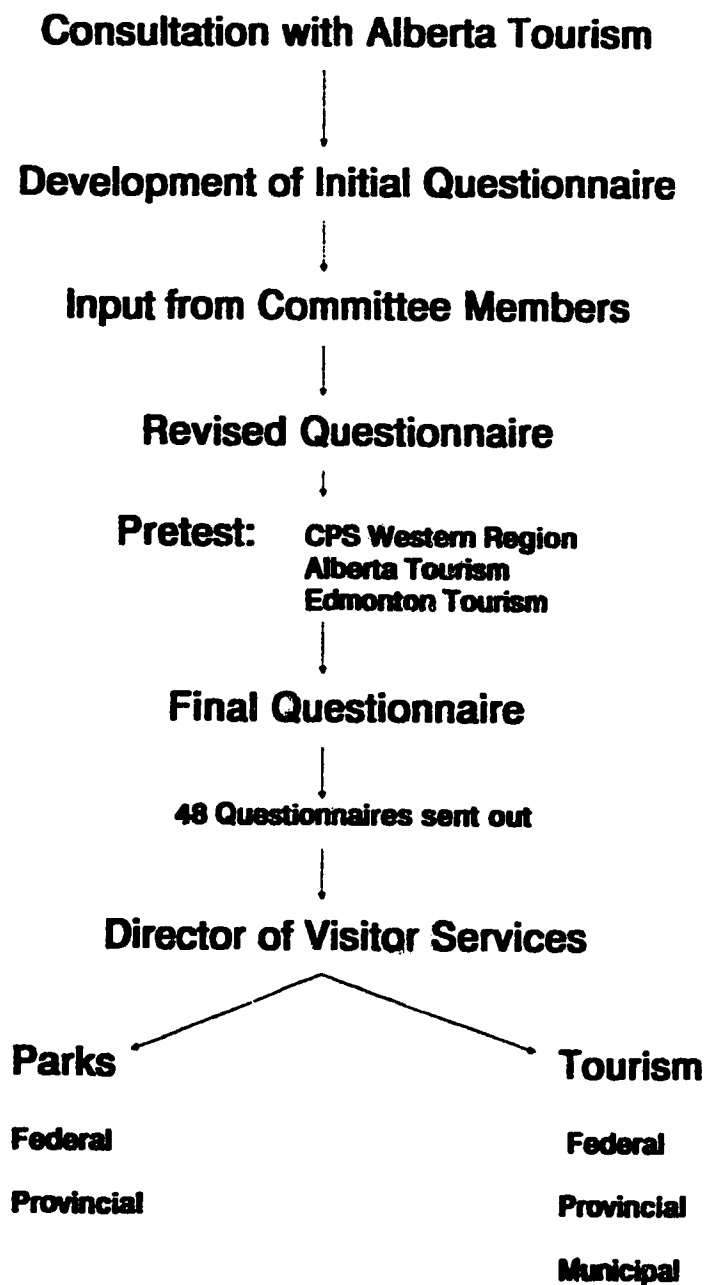 Consultation with Alberta Tourism
Development of Initial Questionnaire
Input from Committee Members
Revised Questionnaire
Pretest: CPS Western Region
Alberta Tourism
Edmonton Tourism
Final Questionnaire
48 Questionnaires sent out
Director of Visitor Services
Parks
Federal
Provincial
Tourism
Federal
Provincial
Municipal